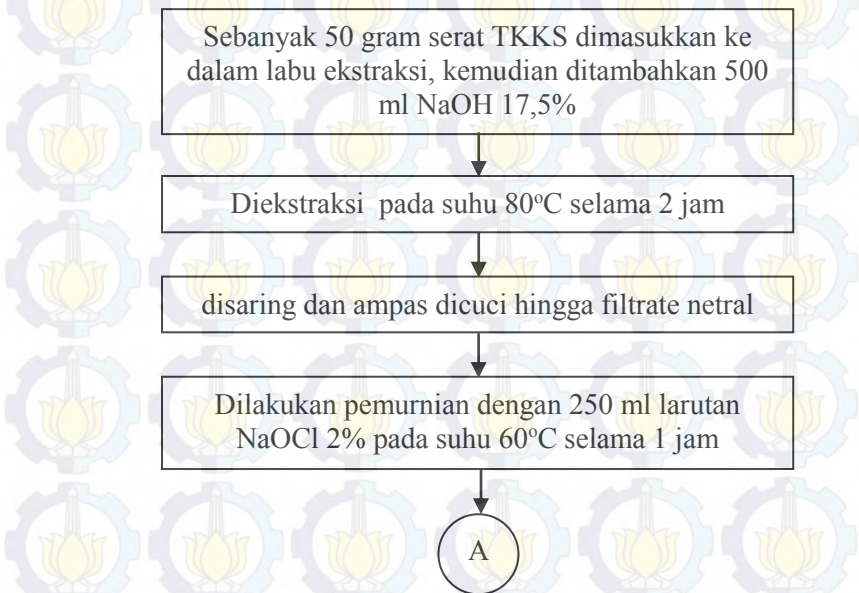 Sebanyak 50 gram serat TKKS dimasukkan ke
dalam labu ekstraksi, kemudian ditambahkan 500
ml NaOH 17,5%
Diekstraksi pada suhu 80°C selama 2 jam
disaring dan ampas dicuci hingga filtrate netral
Dilakukan pemurnian dengan 250 ml larutan
NaOCl 2% pada suhu 60°C selama 1 jam
A